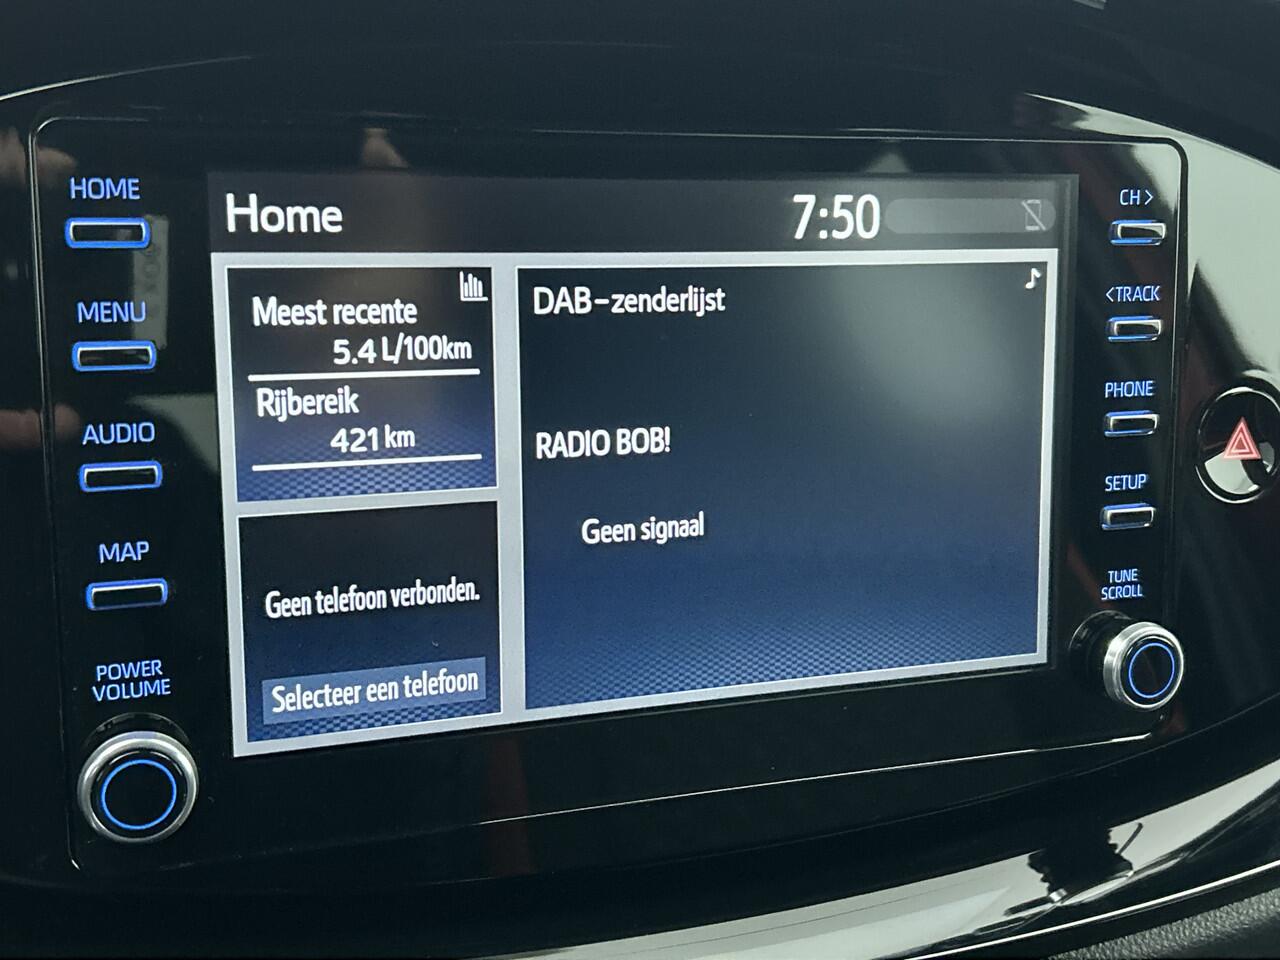 HOME
MENU
AUDIO
MAP
POWER
VOLUME
Home
7:50
Meest recente
5.4 L/100km
Rijbereik
421 km
Geen telefoon verbonden.
Selecteer een telefoon
DAB-zenderlijst
RADIO BOB!
Geen signaal
CH >
< TRACK
PHONE
SETUP
TUNE
SCROLL